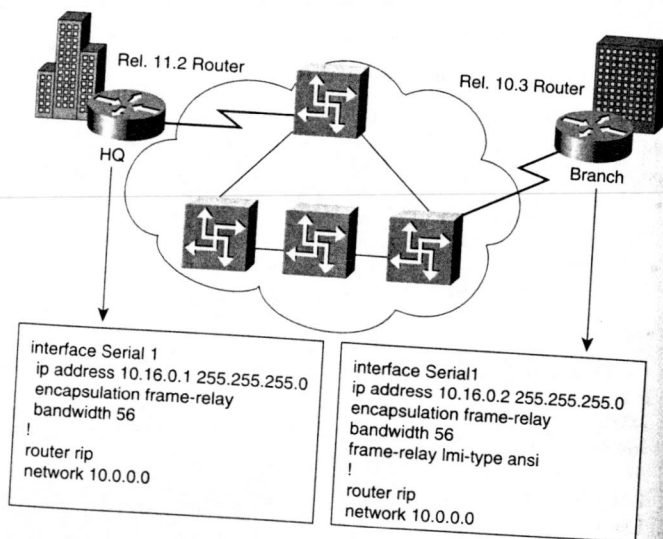 Rel. 11.2 Router
Rel. 10.3 Router
HQ
Branch
interface Serial 1
ip address 10.16.0.1 255.255.255.0
encapsulation frame-relay
bandwidth 56
!
router rip
network 10.0.0.0
interface Serial1
ip address 10.16.0.2 255.255.255.0
encapsulation frame-relay
bandwidth 56
frame-relay lmi-type ansi
!
router rip
network 10.0.0.0